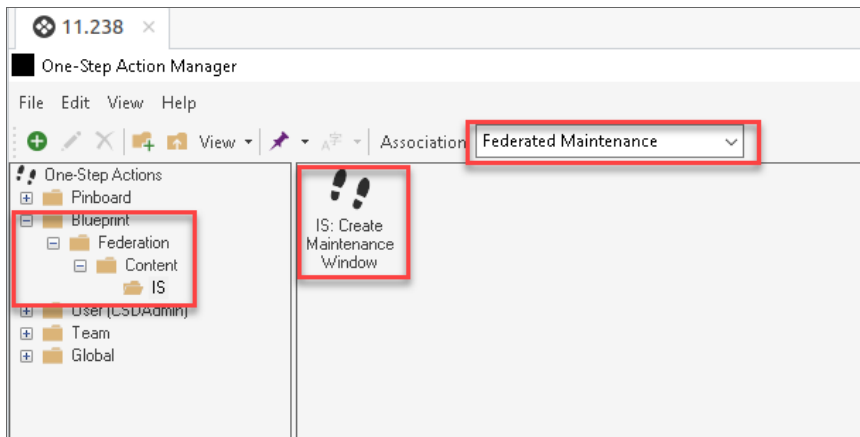 11.238
One-Step Action Manager
File Edit View Help
View Association Federated Maintenance
One-Step Actions
Pinboard
Blueprint
Federation
Content
IS
User (CSDAdmin)
Team
Global
IS: Create
Maintenance
Window